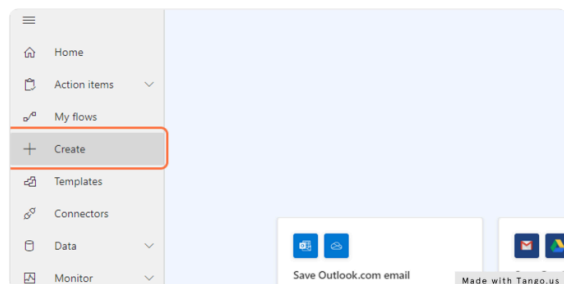 Home
Action items
My flows
Create
Templates
Connectors
Data
Monitor
Save Outlook.com email
Made with Tango.us